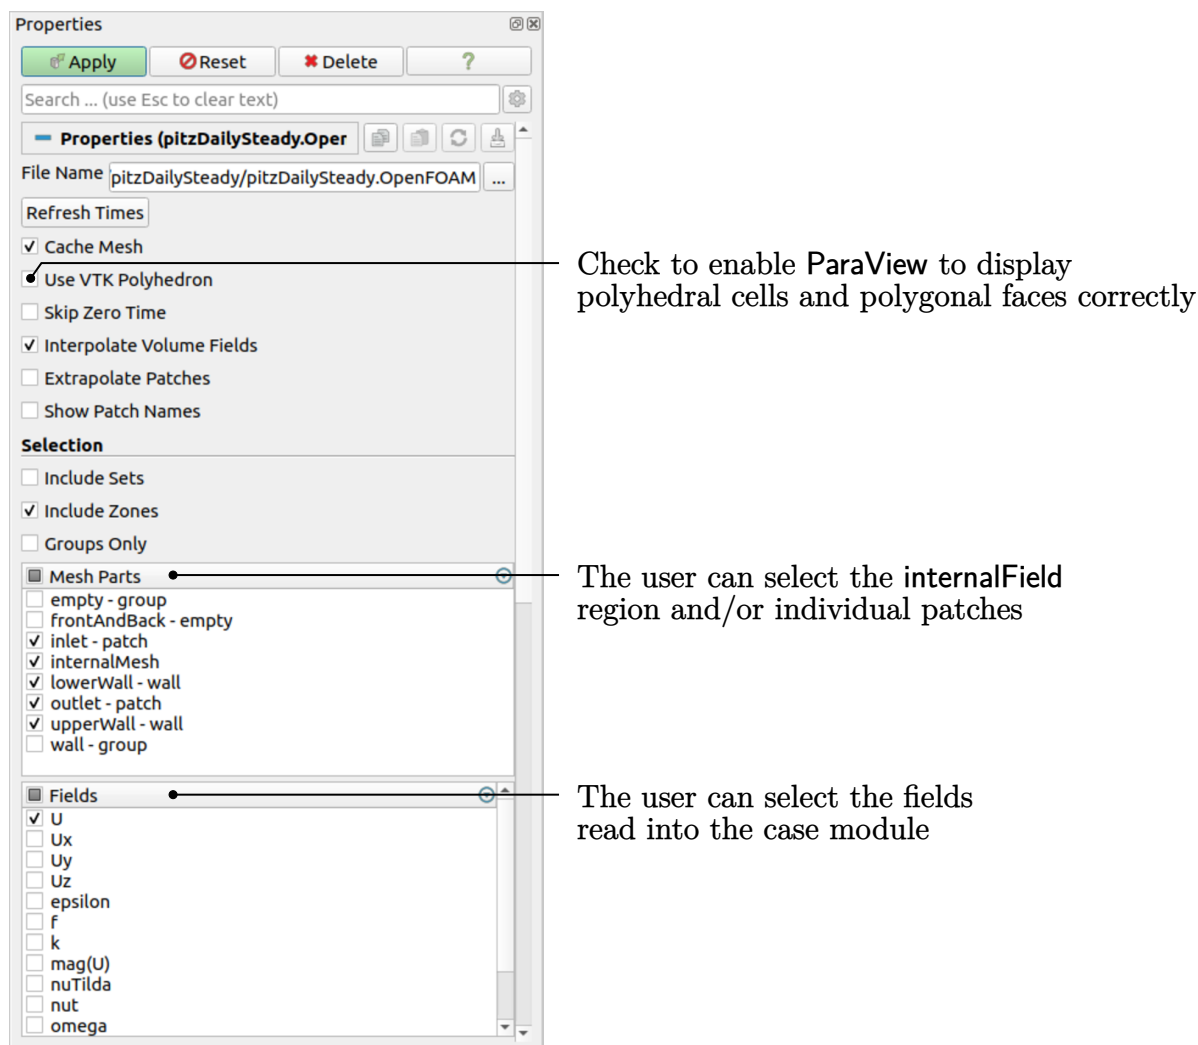 Properties
Apply Reset Delete ?
Search ... (use Esc to clear text)
Properties (pitzDailySteady.Oper
File Name pitzDailySteady/pitzDailySteady.OpenFOAM ...
Refresh Times
Cache Mesh
Use VTK Polyhedron
Skip Zero Time
Interpolate Volume Fields
Extrapolate Patches
Show Patch Names
Selection
Include Sets
Include Zones
Groups Only
Mesh Parts
empty - group
frontAndBack - empty
inlet - patch
internalMesh
lowerWall - wall
outlet - patch
upperWall - wall
wall - group
Fields
U
Ux
Uy
Uz
epsilon
f
k
mag(U)
nuTilda
nut
omega
Check to enable ParaView to display
polyhedral cells and polygonal faces correctly
The user can select the internalField
region and/or individual patches
The user can select the fields
read into the case module